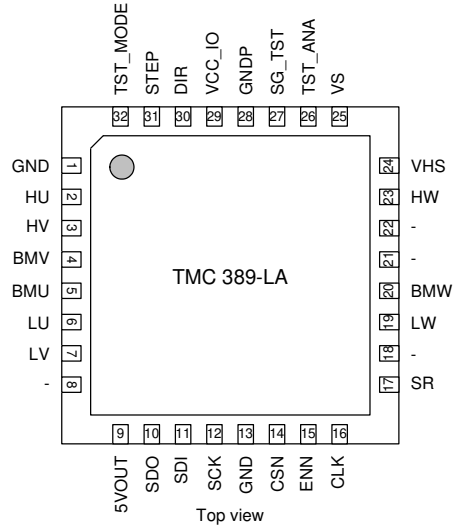 TST_MODE
STEP
DIR
VCC_IO
GNDP
SG_TST
TST_ANA
VS
32
31
30
29
28
27
26
25
GND 1
HU 2
HV 3
BMV 4
BMU 5
LU 6
LV 7
- 8
TMC 389-LA
24 VHS
23 HW
22 -
21 -
20 BMW
19 LW
18 -
17 SR
9
10
11
12
13
14
15
16
5VOUT
SDO
SDI
SCK
GND
CSN
ENN
CLK
Top view